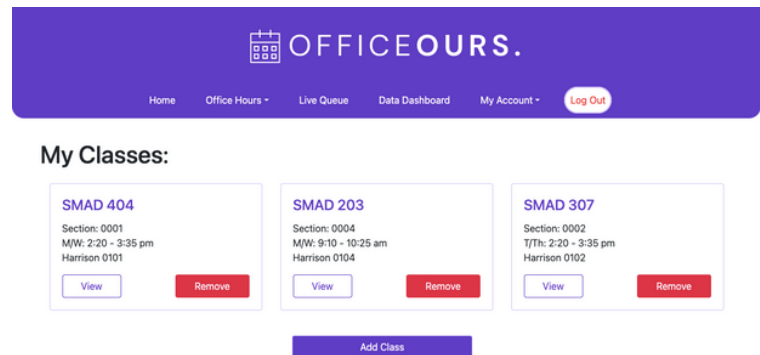 OFFICEOURS.
Home Office Hours Live Queue Data Dashboard My Account Log Out
My Classes:
SMAD 404
Section: 0001
M/W: 2:20 - 3:35 pm
Harrison 0101
View Remove
SMAD 203
Section: 0004
M/W: 9:10 - 10:25 am
Harrison 0104
View Remove
SMAD 307
Section: 0002
T/Th: 2:20 - 3:35 pm
Harrison 0102
View Remove
Add Class